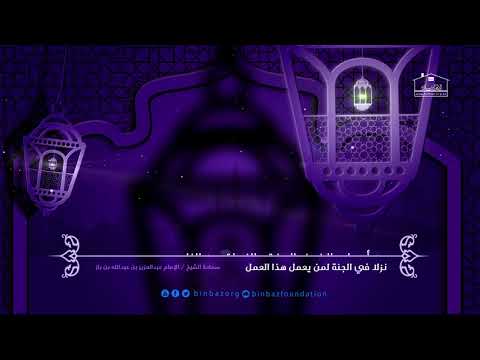 نزلا في الجنة لمن يعمل هذا العمل
سماحة الشيخ / الإمام عبدالعزيز بن عبدالله بن باز
binbazorg binbazfoundation